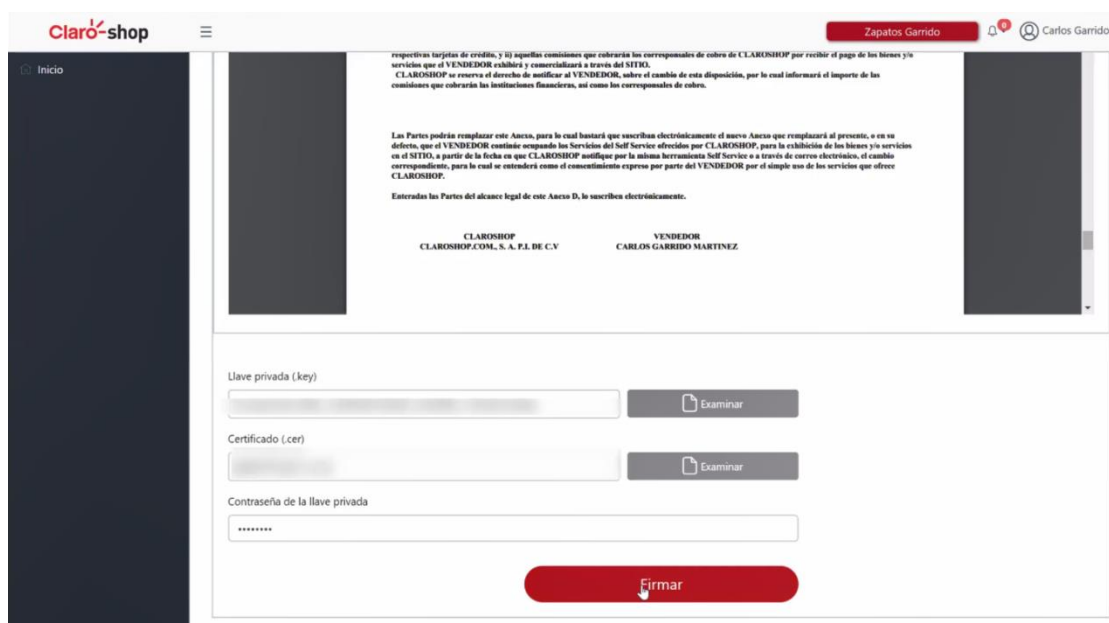 Claro-shop
Zapatos Garrido
0
Carlos Garrido
Inicio
respectivas tarjetas de crédito, y ii) aquellas comisiones que cobrarán los corresponsales de cobro de CLAROSHOP por recibir el pago de los bienes y/o
servicios que el VENDEDOR exhibirá y comercializará a través del SITIO.
CLAROSHOP se reserva el derecho de notificar al VENDEDOR, sobre el cambio de esta disposición, por lo cual informará el importe de las
comisiones que cobrarán las instituciones financieras, así como los corresponsales de cobro.
Las Partes podrán remplazar este Anexo, para lo cual bastará que suscriban electrónicamente el nuevo Anexo que remplazará al presente, o en su
defecto, que el VENDEDOR continúe ocupando los Servicios del Self Service ofrecidos por CLAROSHOP, para la exhibición de los bienes y/o servicios
en el SITIO, a partir de la fecha en que CLAROSHOP notifique por la misma herramienta Self Service o a través de correo electrónico, el cambio
correspondiente, para lo cual se entenderá como el consentimiento expreso por parte del VENDEDOR por el simple uso de los servicios que ofrece
CLAROSHOP.
Enteradas las Partes del alcance legal de este Anexo D, lo suscriben electrónicamente.
CLAROSHOP VENDEDOR
CLAROSHOP.COM., S. A. P.I. DE C.V CARLOS GARRIDO MARTINEZ
Llave privada (.key)
Examinar
Certificado (.cer)
Examinar
Contraseña de la llave privada
Firmar